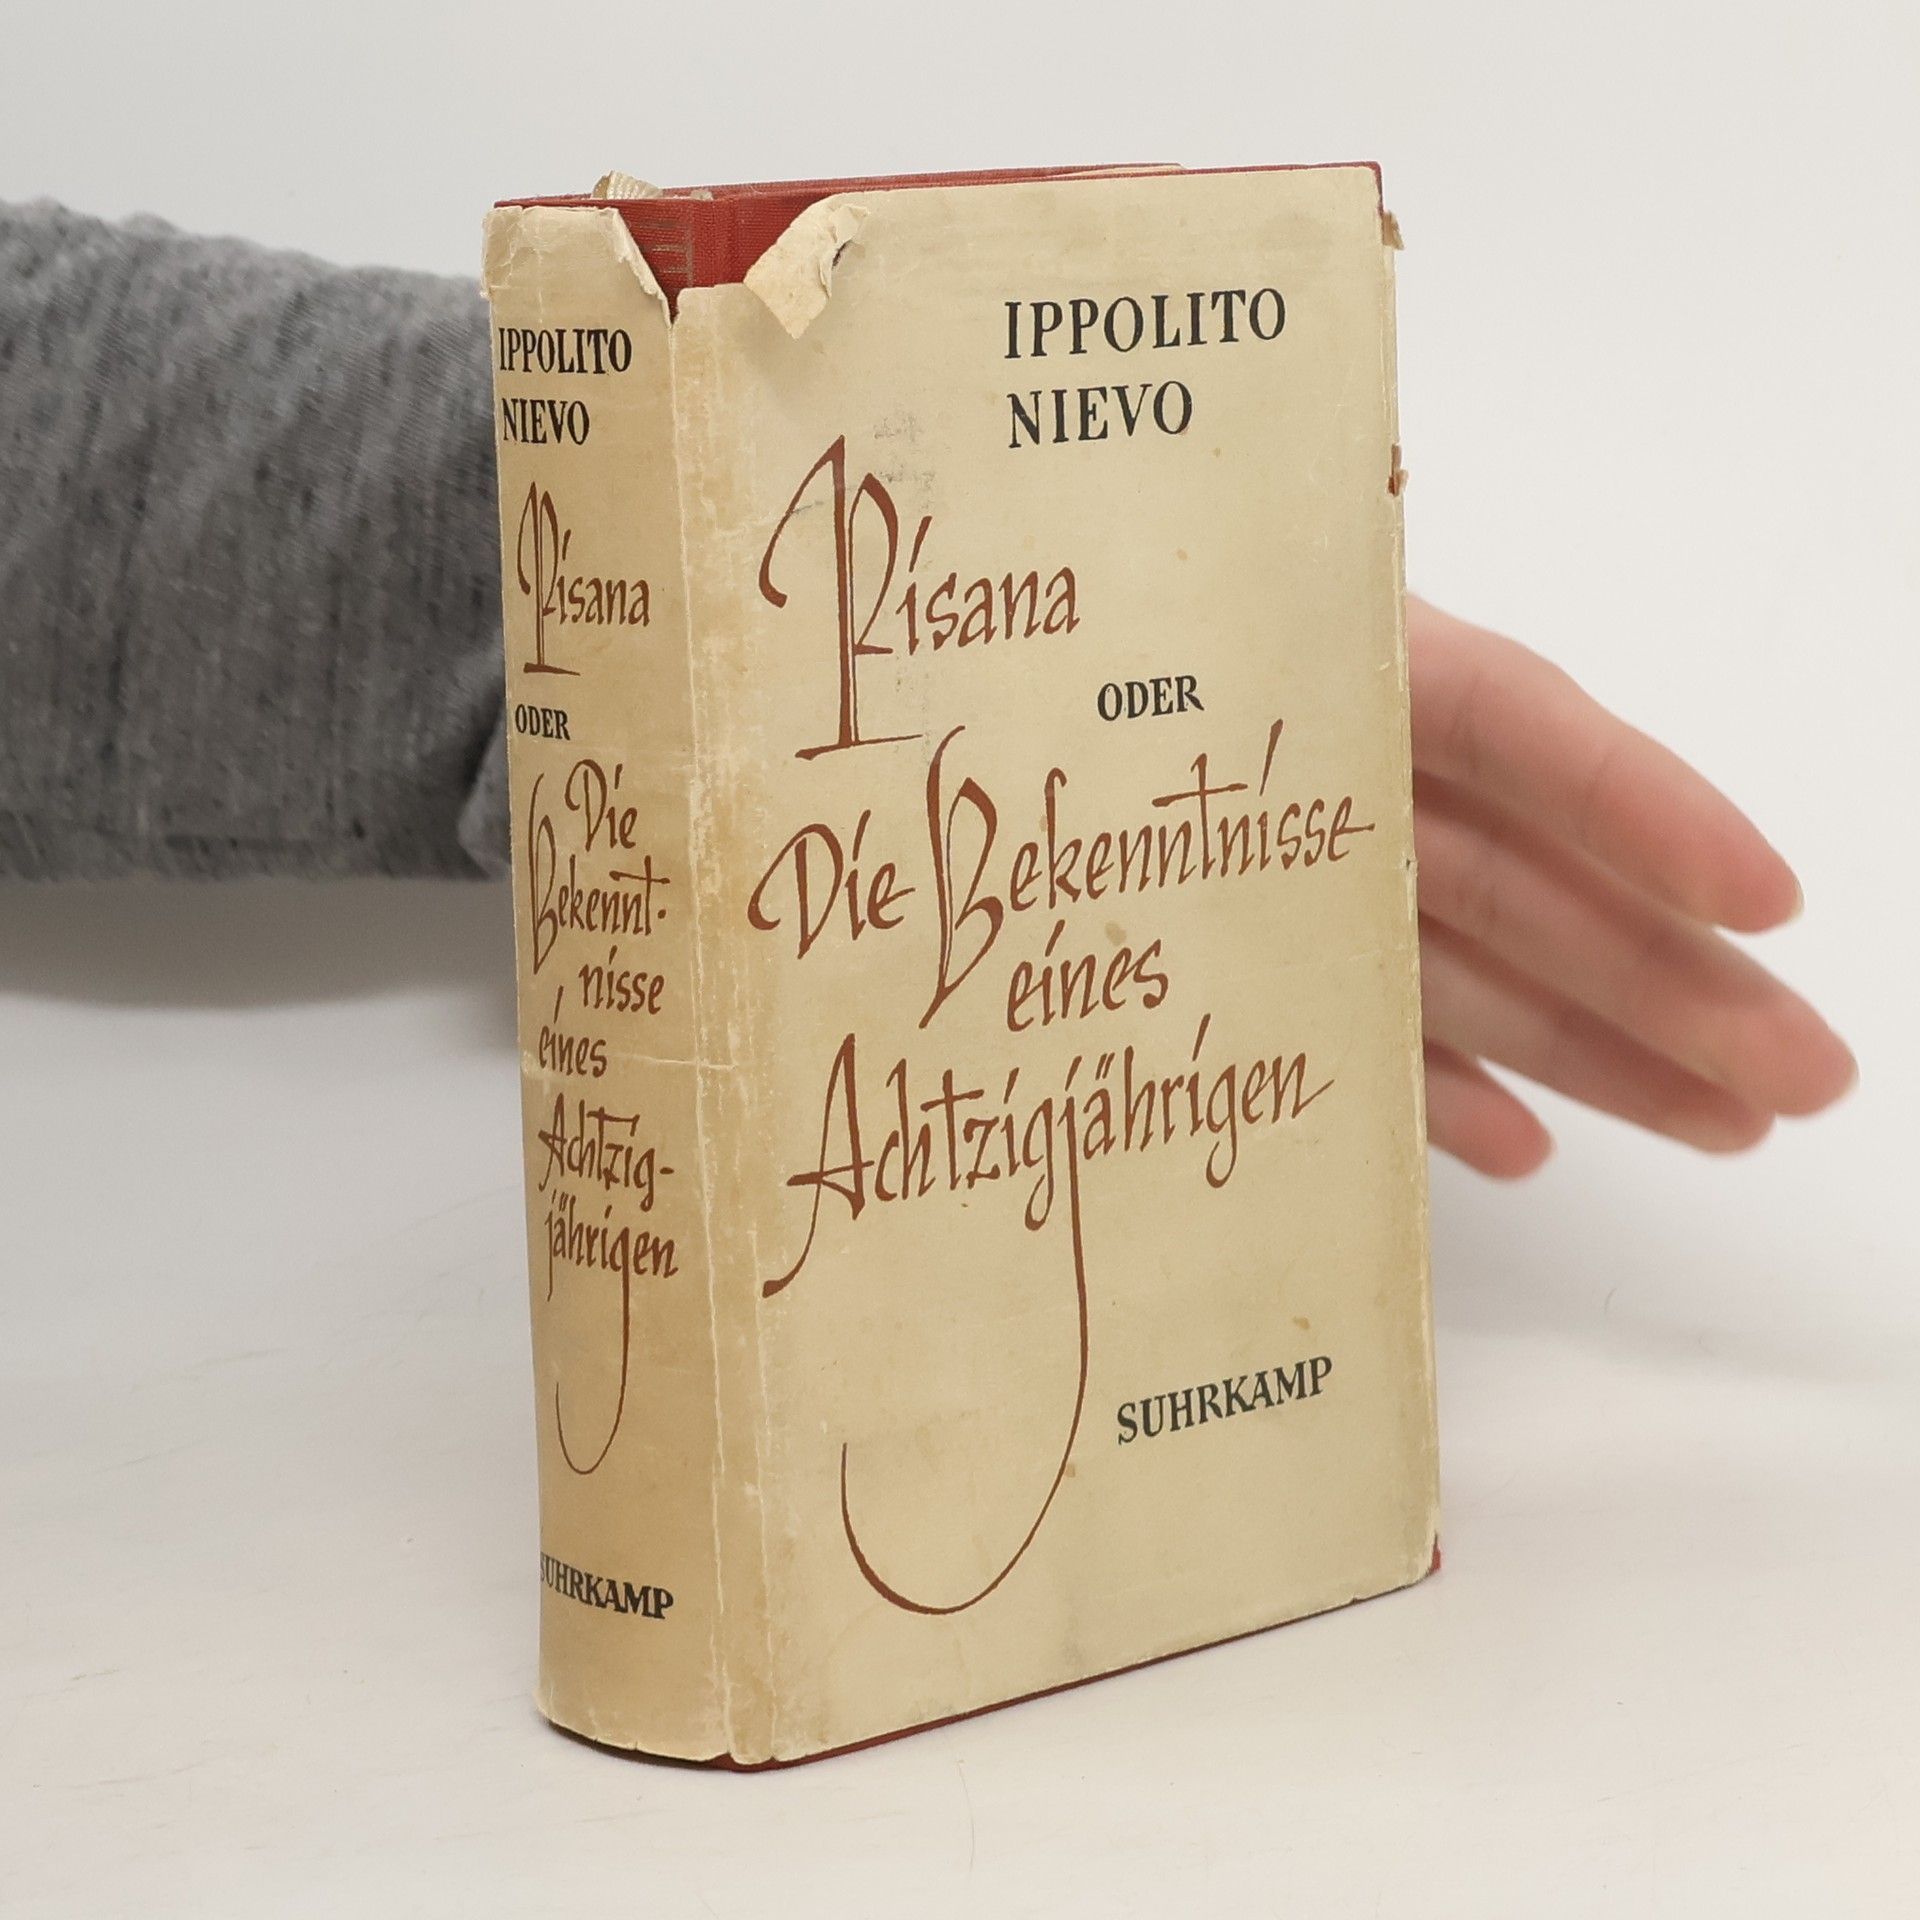 IPPOLITO
NIEVO
Pisana
ODER
Die
Bekennt-
nisse
eines
Achtzig-
jährigen
SUHRKAMP
IPPOLITO
NIEVO
Pisana
ODER
Die Bekenntnisse
eines
Achtzigjährigen
SUHRKAMP